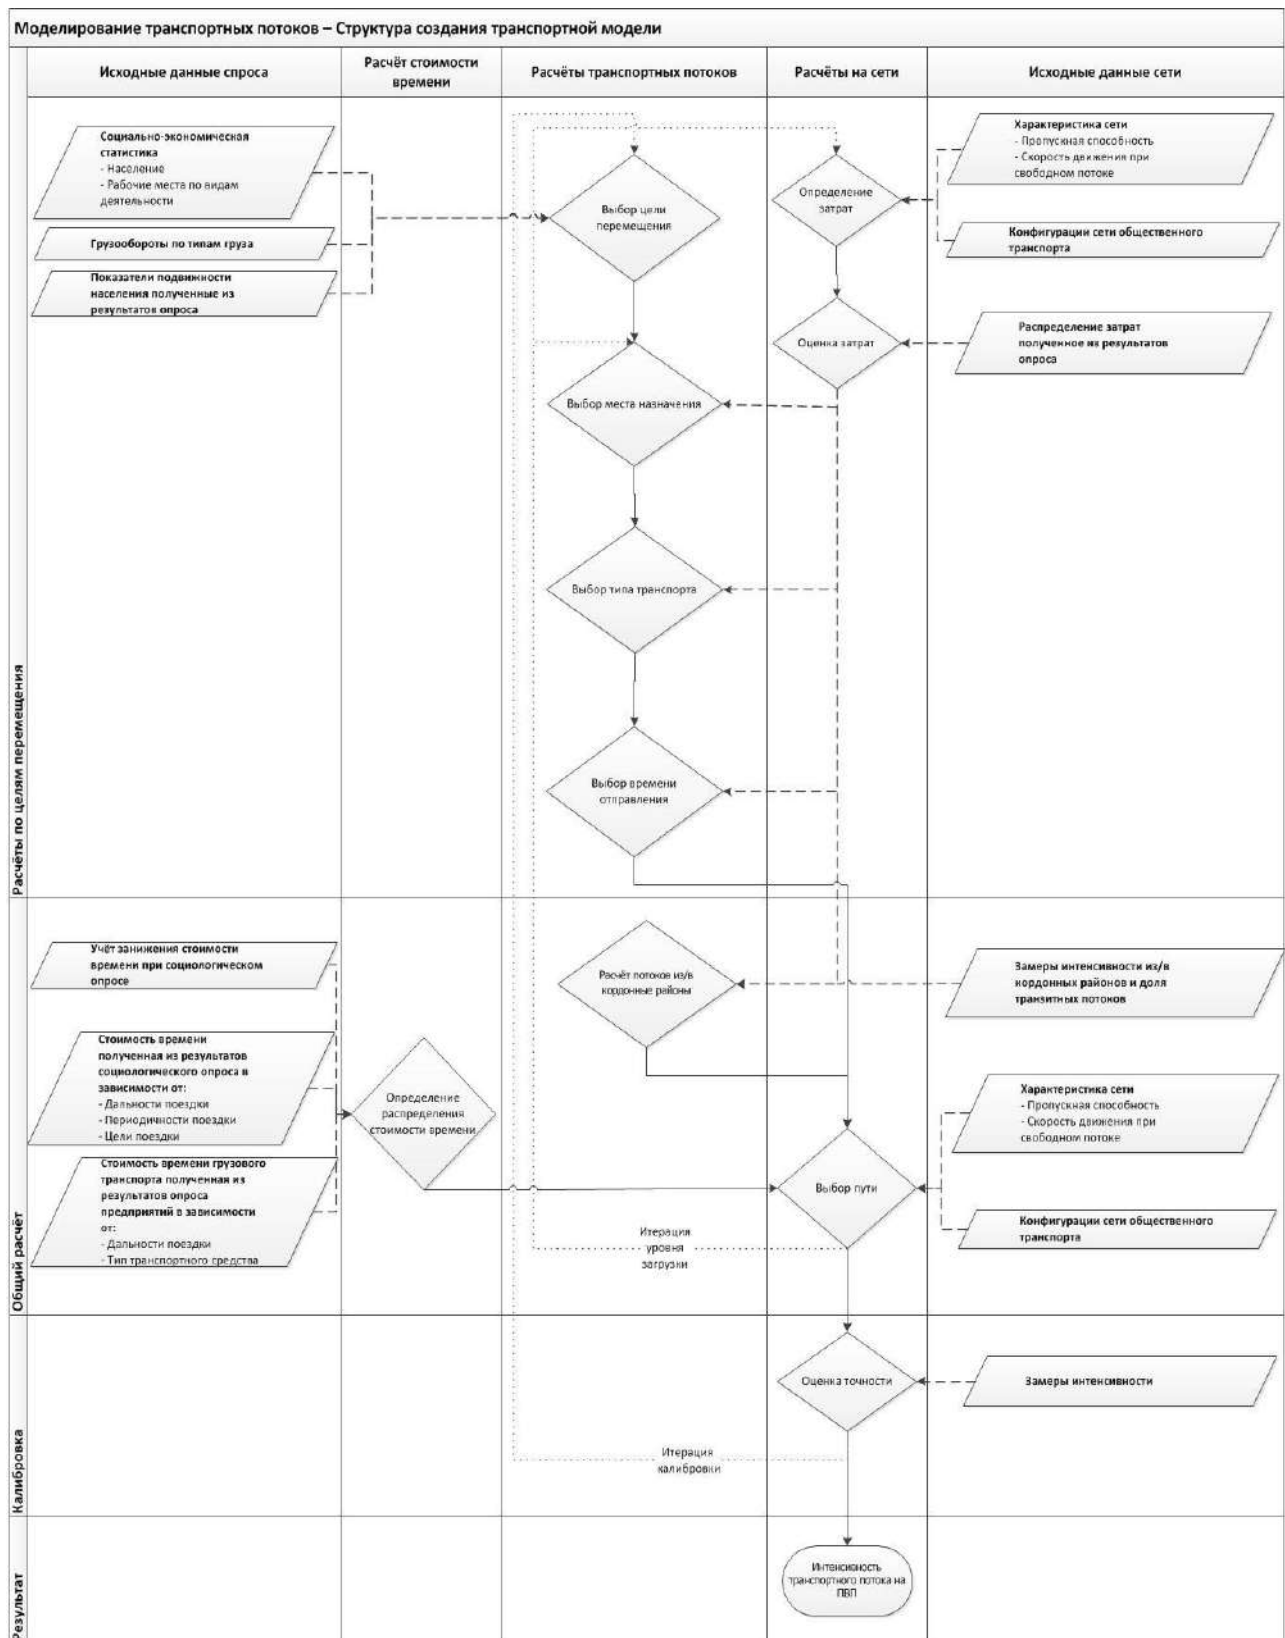 Моделирование транспортных потоков – Структура создания транспортной модели
Исходные данные спроса
Расчёт стоимости
времени
Расчёты транспортных потоков
Расчёты на сети
Исходные данные сети
Расчёты по целям перемещения
Социально-экономическая
статистика
- Население
- Рабочие места по видам
деятельности
Грузообороты по типам груза
Показатели подвижности
населения полученные из
результатов опроса
Выбор цели
перемещения
Определение
затрат
Характеристика сети
- Пропускная способность
- Скорость движения при
свободном потоке
Конфигурации сети общественного
транспорта
Оценка затрат
Распределение затрат
полученное из результатов
опроса
Выбор места назначения
Выбор типа транспорта
Выбор времени
отправления
Общий расчёт
Учёт занижения стоимости
времени при социологическом
опросе
Стоимость времени
полученная из результатов
социологического опроса в
зависимости от:
- Дальности поездки
- Периодичности поездки
- Цели поездки
Стоимость времени грузового
транспорта полученная из
результатов опроса
предприятий в зависимости
от:
- Дальности поездки
- Тип транспортного средства
Определение
распределения
стоимости времени
Расчёт потоков из/в
кордонные районы
Замеры интенсивности из/в
кордонных районов и доля
транзитных потоков
Характеристика сети
- Пропускная способность
- Скорость движения при
свободном потоке
Выбор пути
Конфигурации сети общественного
транспорта
Итерация
уровня
загрузки
Калибровка
Оценка точности
Замеры интенсивности
Итерация
калибровки
Результат
Интенсивность
транспортного потока на
ПВП